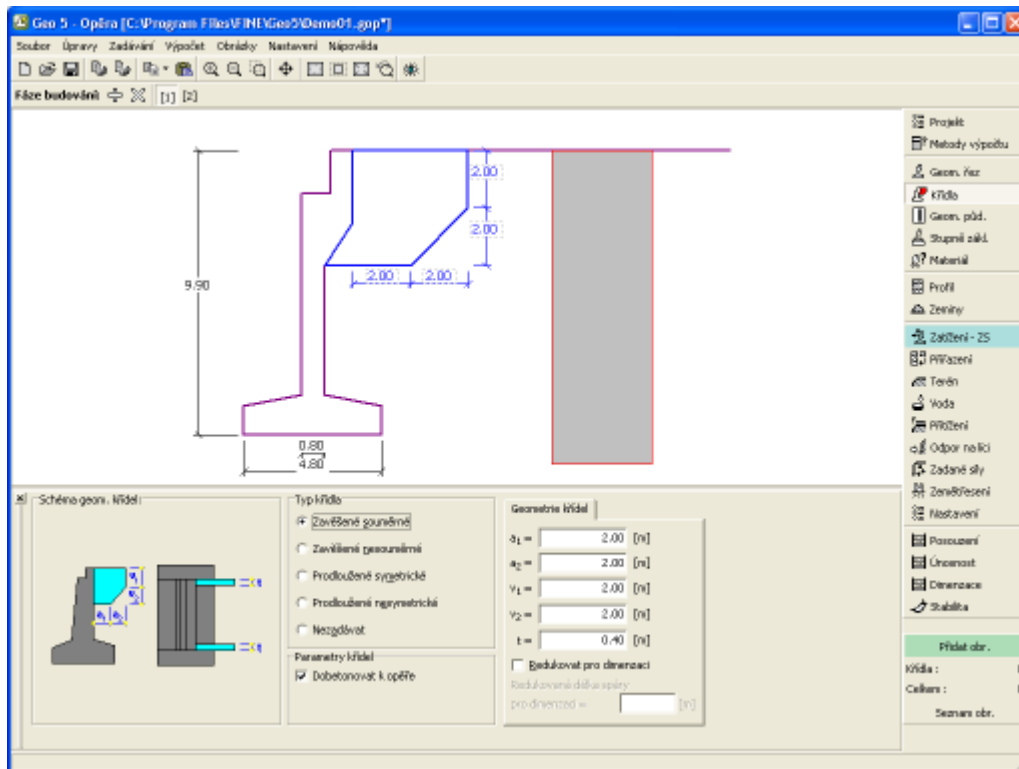 Geo 5 - Opěra [C:\Program Files\FINE\Geo5\Demo01.gop*]
Soubor Úpravy Zadávání Výpočet Obrázky Nastavení Nápověda
Fáze budování: [1] [2]
2.00
2.00
2.00 2.00
9.90
0.80
4.80
Projekt
Metody výpočtu
Geom. řez
Křídla
Geom. půd.
Stupně zákl.
Materiál
Profil
Zeminy
Zatížení - ZS
Přiřazení
Terén
Voda
Přitížení
Odpor na líci
Zadané síly
Zemětřesení
Nastavení
Posouzení
Únosnost
Dimenzace
Stabilita
Přidat obr.
Křídla :
Celkem :
Seznam obr.
Schéma geom. křídel:
Typ křídla
Zavěšené souměrné
Zavěšené nesouměrné
Prodloužené symetrické
Prodloužené nesymetrické
Nezadávat
Parametry křídel
Dobetonovat k opěře
Geometrie křídel
a1 = 2.00 [m]
a2 = 2.00 [m]
v1 = 2.00 [m]
v2 = 2.00 [m]
t = 0.40 [m]
Redukovat pro dimenzaci
Redukovaná délka spáry
pro dimenzaci = [m]